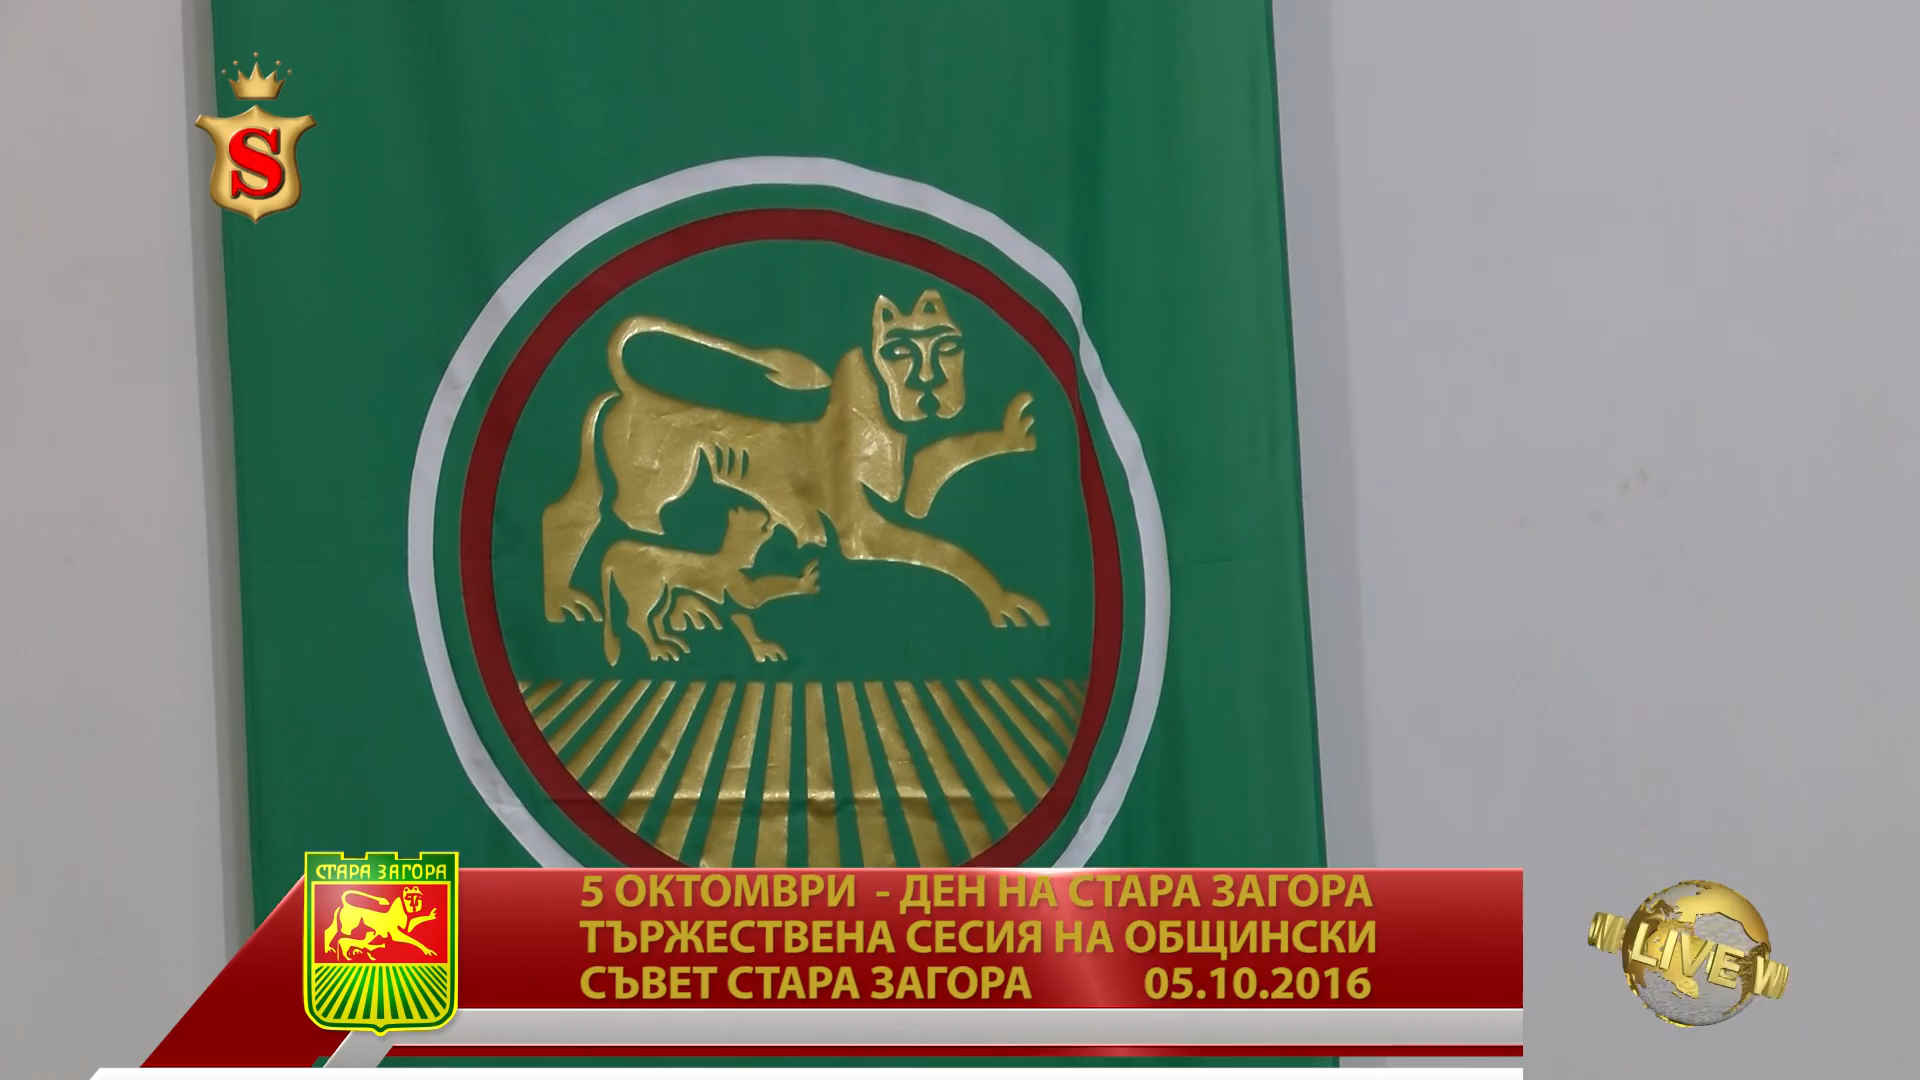 S
СТАРА ЗАГОРА
5 ОКТОМВРИ - ДЕН НА СТАРА ЗАГОРА
ТЪРЖЕСТВЕНА СЕСИЯ НА ОБЩИНСКИ
СЪВЕТ СТАРА ЗАГОРА 05.10.2016
LIVE